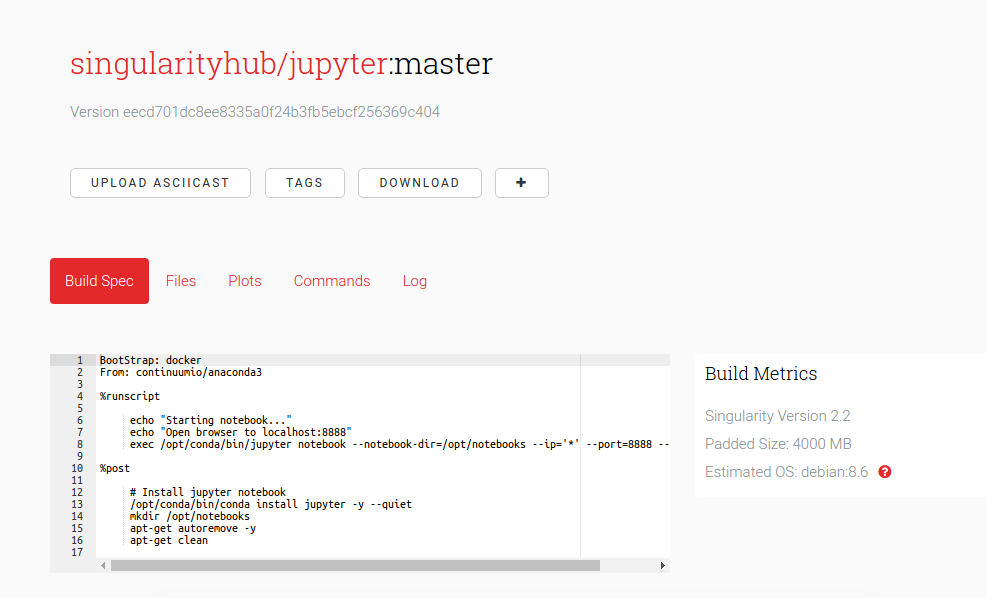 singularityhub/jupyter:master
Version eecd701dc8ee8335a0f24b3fb5ebcf256369c404
UPLOAD ASCIICAST TAGS DOWNLOAD +
Build Spec Files Plots Commands Log
1 BootStrap: docker
2 From: continuumio/anaconda3
3
4 %runscript
5
6 echo "Starting notebook..."
7 echo "Open browser to localhost:8888"
8 exec /opt/conda/bin/jupyter notebook --notebook-dir=/opt/notebooks --ip='*' --port=8888 --
9
10 %post
11
12 # Install jupyter notebook
13 /opt/conda/bin/conda install jupyter -y --quiet
14 mkdir /opt/notebooks
15 apt-get autoremove -y
16 apt-get clean
17
Build Metrics
Singularity Version 2.2
Padded Size: 4000 MB
Estimated OS: debian:8.6 ?